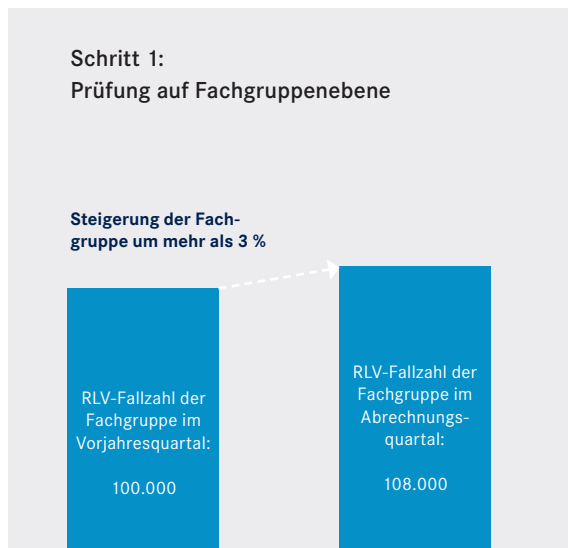 Schritt 1:
Prüfung auf Fachgruppenebene
Steigerung der Fach-
gruppe um mehr als 3 %
RLV-Fallzahl der
Fachgruppe im
Vorjahresquartal:
100.000
RLV-Fallzahl der
Fachgruppe im
Abrechnungs-
quartal:
108.000